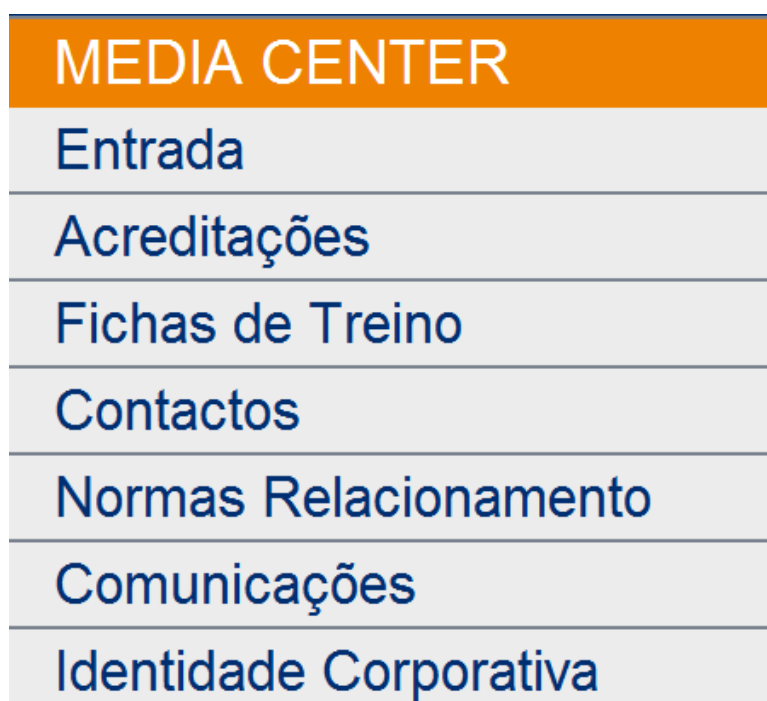 MEDIA CENTER
Entrada
Acreditações
Fichas de Treino
Contactos
Normas Relacionamento
Comunicações
Identidade Corporativa